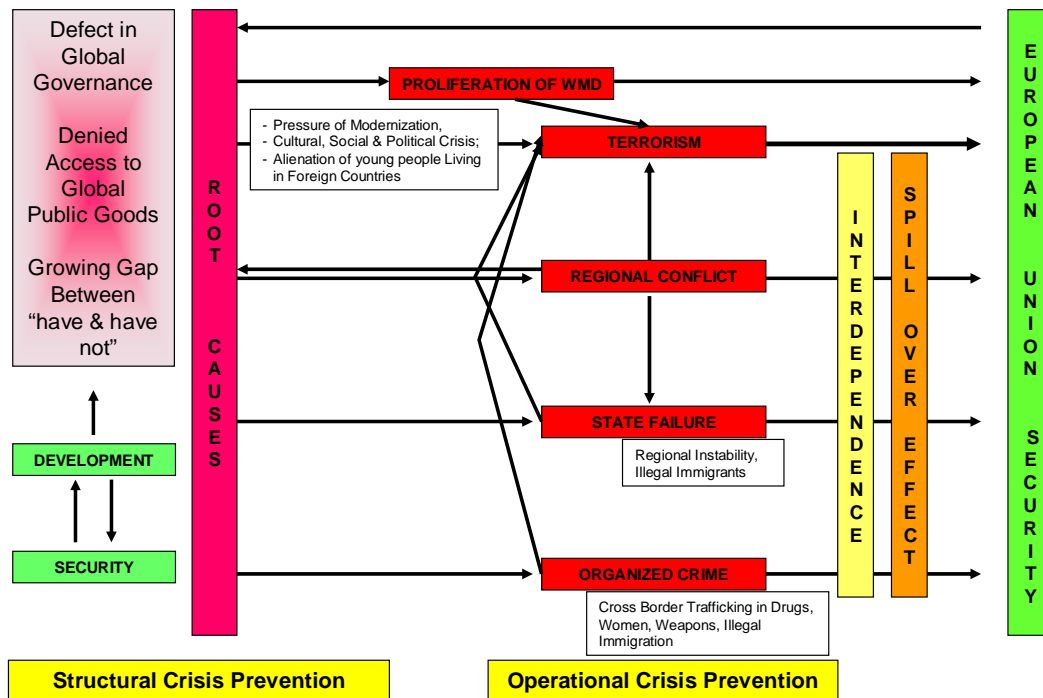 Defect in
Global
Governance
Denied
Access to
Global
Public Goods
Growing Gap
Between
“have & have
not”
DEVELOPMENT
SECURITY
ROOT CAUSES
PROLIFERATION OF WMD
- Pressure of Modernization,
- Cultural, Social & Political Crisis;
- Alienation of young people Living
in Foreign Countries
TERRORISM
REGIONAL CONFLICT
STATE FAILURE
Regional Instability,
Illegal Immigrants
ORGANIZED CRIME
Cross Border Trafficking in Drugs,
Women, Weapons, Illegal
Immigration
INTERDEPENDENCE
SPILL OVER EFFECT
EUROPEAN UNION SECURITY
Structural Crisis Prevention
Operational Crisis Prevention